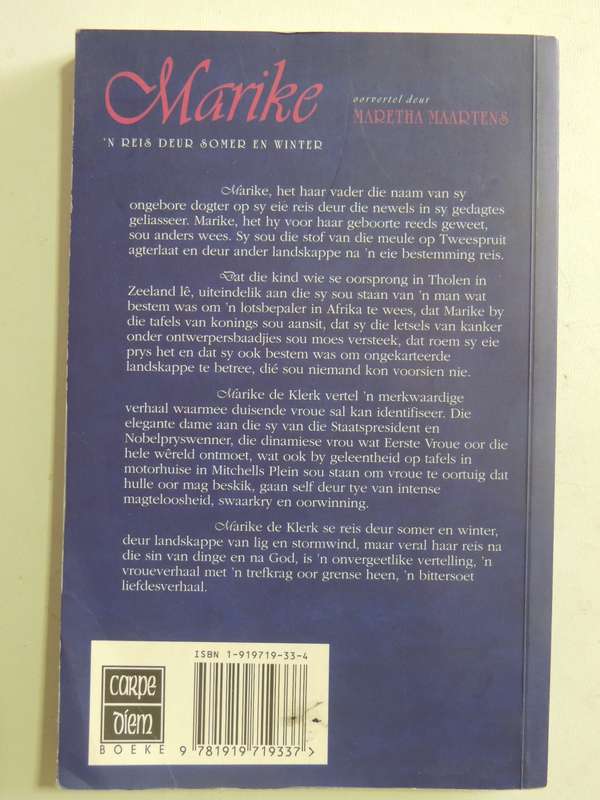 Marike
oorvertel deur
MARETHA MAARTENS
'N REIS DEUR SOMER EN WINTER
Marike, het haar vader die naam van sy
ongebore dogter op sy eie reis deur die newels in sy gedagtes
geliasseer. Marike, het hy voor haar geboorte reeds geweet,
sou anders wees. Sy sou die stof van die meule op Tweespruit
agterlaat en deur ander landskappe na 'n eie bestemming reis.
Dat die kind wie se oorsprong in Tholen in
Zeeland lê, uiteindelik aan die sy sou staan van 'n man wat
bestem was om 'n lotsbepaler in Afrika te wees, dat Marike by
die tafels van konings sou aansit, dat sy die letsels van kanker
onder ontwerpersbaadjies sou moes versteek, dat roem sy eie
prys het en dat sy ook bestem was om ongekarteerde
landskappe te betree, dié sou niemand kon voorsien nie.
Marike de Klerk vertel 'n merkwaardige
verhaal waarmee duisende vroue sal kan identifiseer. Die
elegante dame aan die sy van die Staatspresident en
Nobelpryswenner, die dinamiese vrou wat Eerste Vroue oor die
hele wêreld ontmoet, wat ook by geleentheid op tafels in
motorhuise in Mitchells Plein sou staan om vroue te oortuig dat
hulle oor mag beskik, gaan self deur tye van intense
magteloosheid, swaarkry en oorwinning.
Marike de Klerk se reis deur somer en winter,
deur landskappe van lig en stormwind, maar veral haar reis na
die sin van dinge en na God, is 'n onvergeetlike vertelling, 'n
vroueverhaal met 'n trefkrag oor grense heen, 'n bittersoet
liefdesverhaal.
ISBN 1-919719-33-4
carpe
diem
BOEKE
9 781919 719337 >